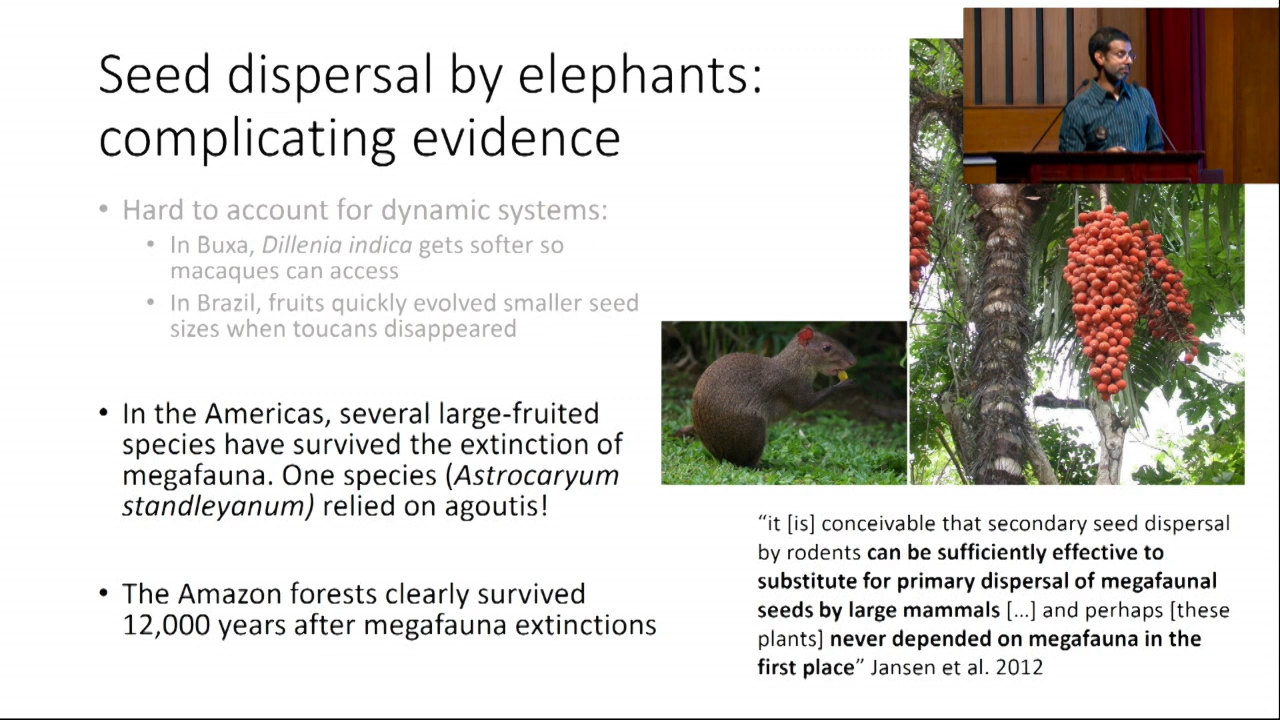 Seed dispersal by elephants:
complicating evidence
• Hard to account for dynamic systems:
• In Buxa, Dillenia indica gets softer so
macaques can access
• In Brazil, fruits quickly evolved smaller seed
sizes when toucans disappeared
• In the Americas, several large-fruited
species have survived the extinction of
megafauna. One species (Astrocaryum
standleyanum) relied on agoutis!
• The Amazon forests clearly survived
12,000 years after megafauna extinctions
“it [is] conceivable that secondary seed dispersal
by rodents can be sufficiently effective to
substitute for primary dispersal of megafaunal
seeds by large mammals […] and perhaps [these
plants] never depended on megafauna in the
first place” Jansen et al. 2012